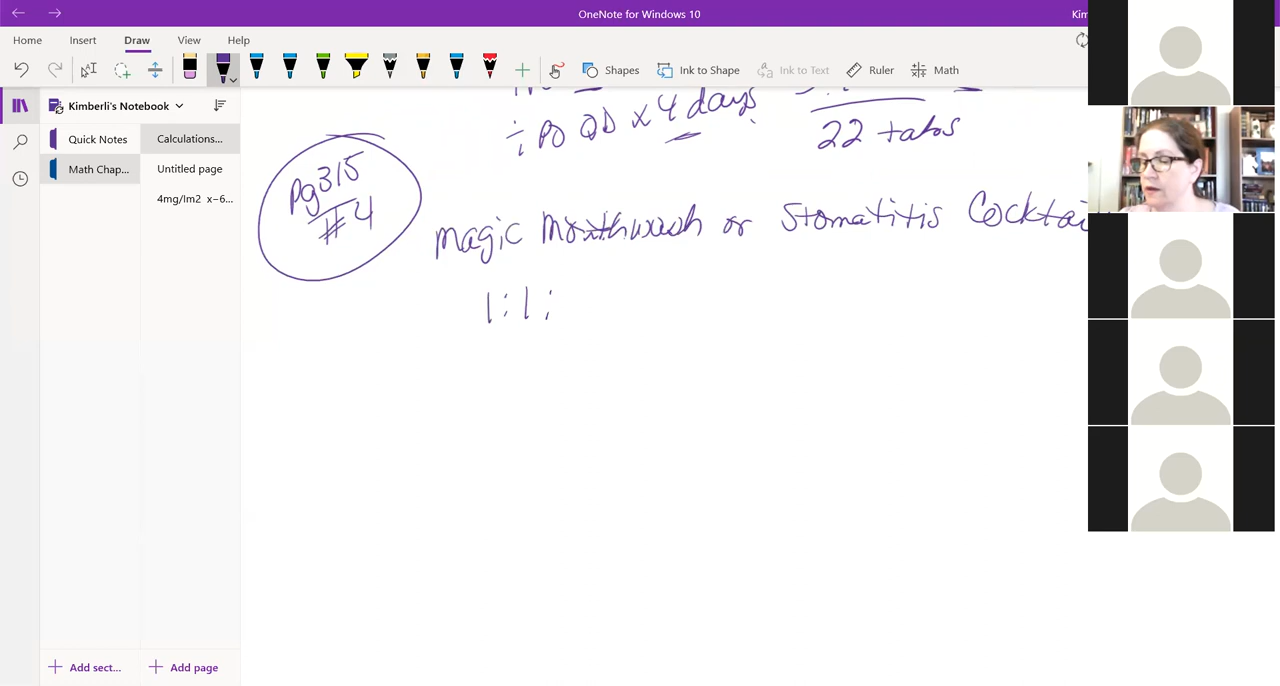 OneNote for Windows 10
Kim
Home Insert Draw View Help
Shapes Ink to Shape Ink to Text Ruler Math
Kimberli's Notebook
Quick Notes
Math Chap...
Calculations...
Untitled page
4mg/lm2 x−6...
i PO QD x 4 days
22 tabs
Pg 315
#4
Magic Mouthwash or Stomatitis Cocktai
1:1:
Add sect... Add page